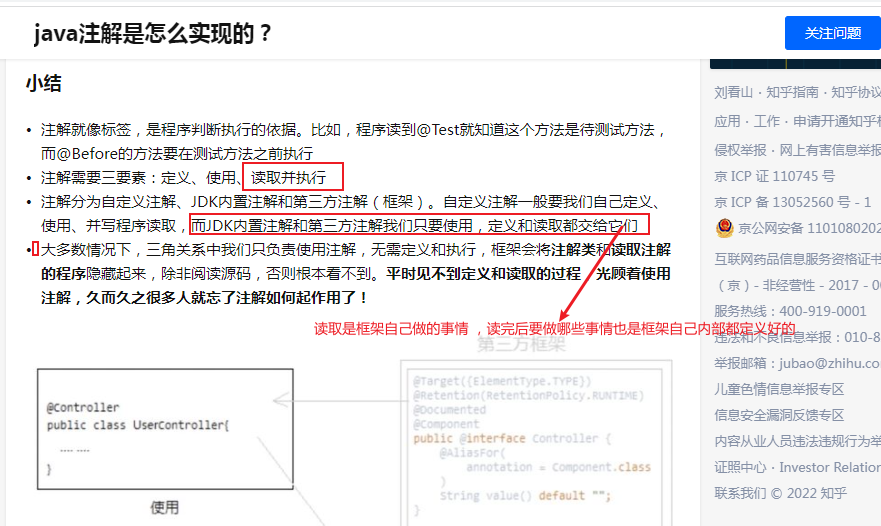 java注解是怎么实现的？
关注问题
小结
• 注解就像标签，是程序判断执行的依据。比如，程序读到@Test就知道这个方法是待测试方法，
而@Before的方法要在测试方法之前执行
• 注解需要三要素：定义、使用、读取并执行
• 注解分为自定义注解、JDK内置注解和第三方注解（框架）。自定义注解一般要我们自己定义、
使用、并写程序读取，而JDK内置注解和第三方注解我们只要使用，定义和读取都交给它们
• 大多数情况下，三角关系中我们只负责使用注解，无需定义和执行，框架会将注解类和读取注解
的程序隐藏起来，除非阅读源码，否则根本看不到。平时见不到定义和读取的过程，光顾着使用
注解，久而久之很多人就忘了注解如何起作用了！
读取是框架自己做的事情 ，读完后要做哪些事情也是框架自己内部都定义好的
第三方框架
@Controller
public class UserController{
.... ....
}
使用
@Target({ElementType.TYPE})
@Retention(RetentionPolicy.RUNTIME)
@Documented
@Component
public @interface Controller {
@AliasFor(
annotation = Component.class
)
String value() default "";
}
刘看山 · 知乎指南 · 知乎协议
应用 · 工作 · 申请开通知乎
侵权举报 · 网上有害信息举报
京 ICP 证 110745 号
京 ICP 备 13052560 号 - 1
京公网安备 1101080202
互联网药品信息服务资格证书
（京）- 非经营性 - 2017 - 0
服务热线：400-919-0001
违法和不良信息举报：010-8
举报邮箱：jubao@zhihu.co
儿童色情信息举报专区
信息安全漏洞反馈专区
内容从业人员违法违规行为举
证照中心 · Investor Relation
联系我们 © 2022 知乎